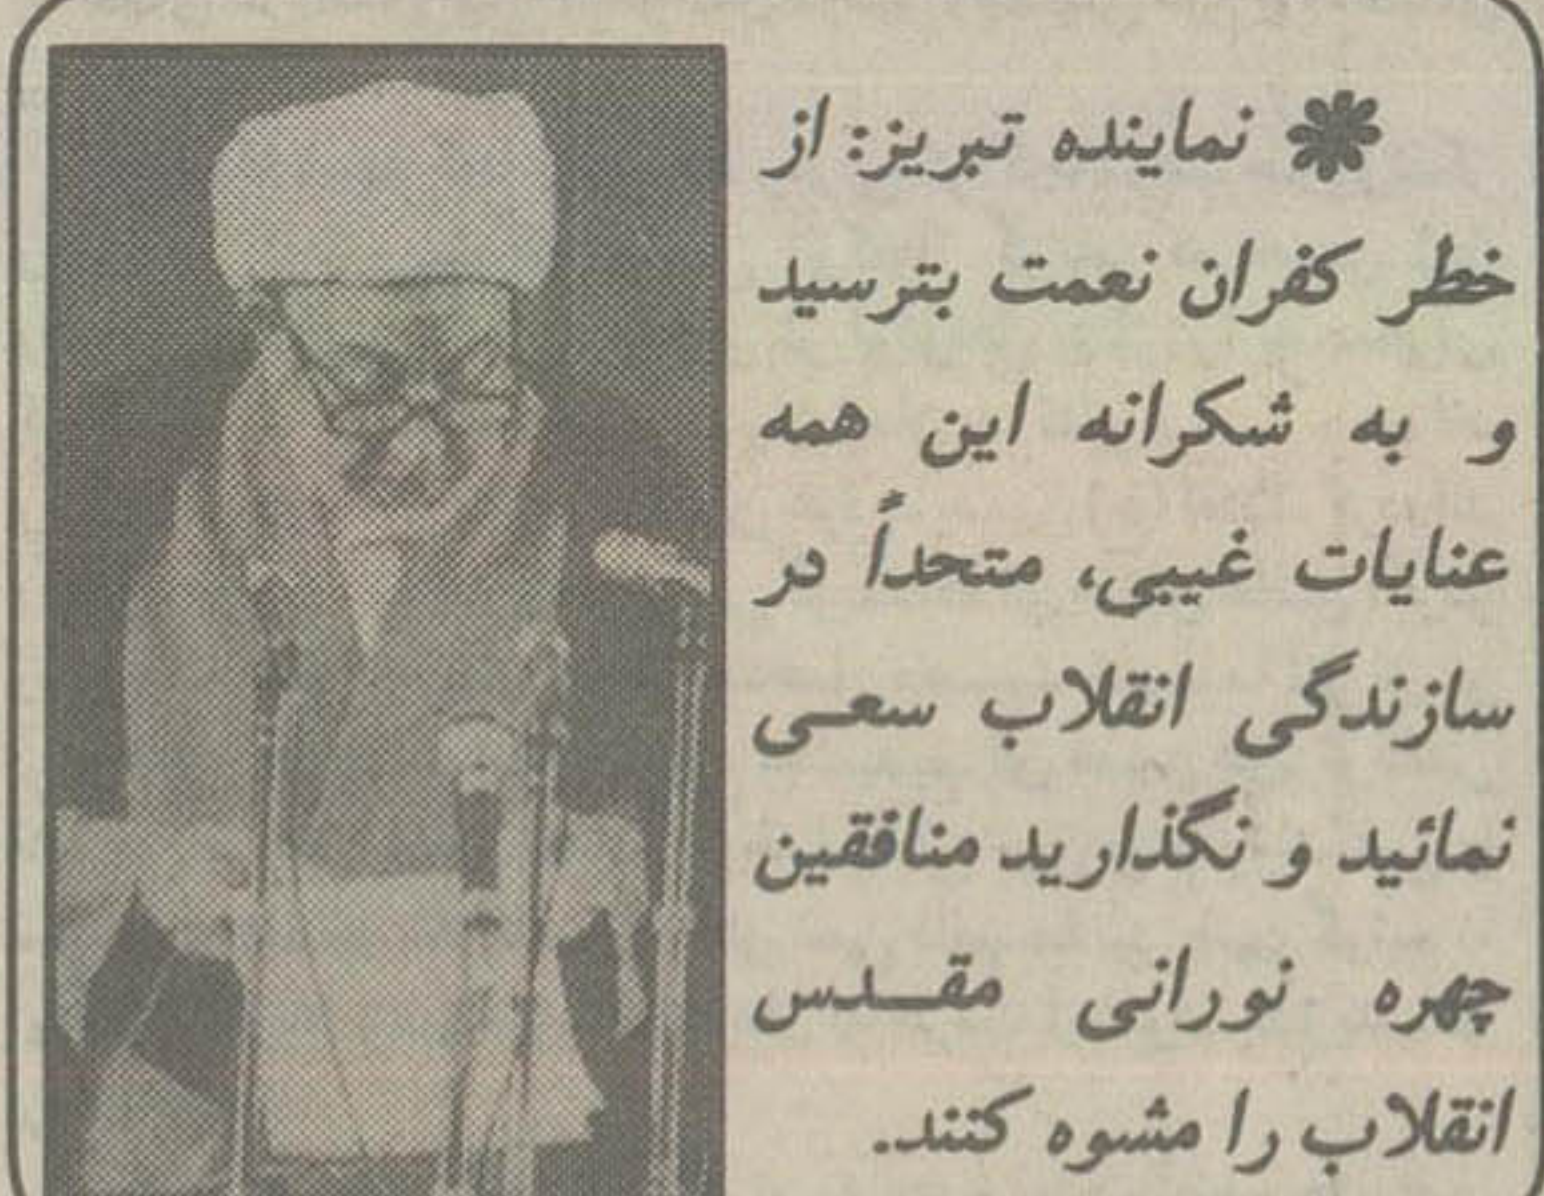 ❋ نماینده تبریز: از
خطر کفران نعمت بترسید
و به شکرانه این همه
عنایات غیبی، متحداً در
سازندگی انقلاب سعی
نمائید و نگذارید منافقین
چهره نورانی مقدس
انقلاب را مشوه کنند.